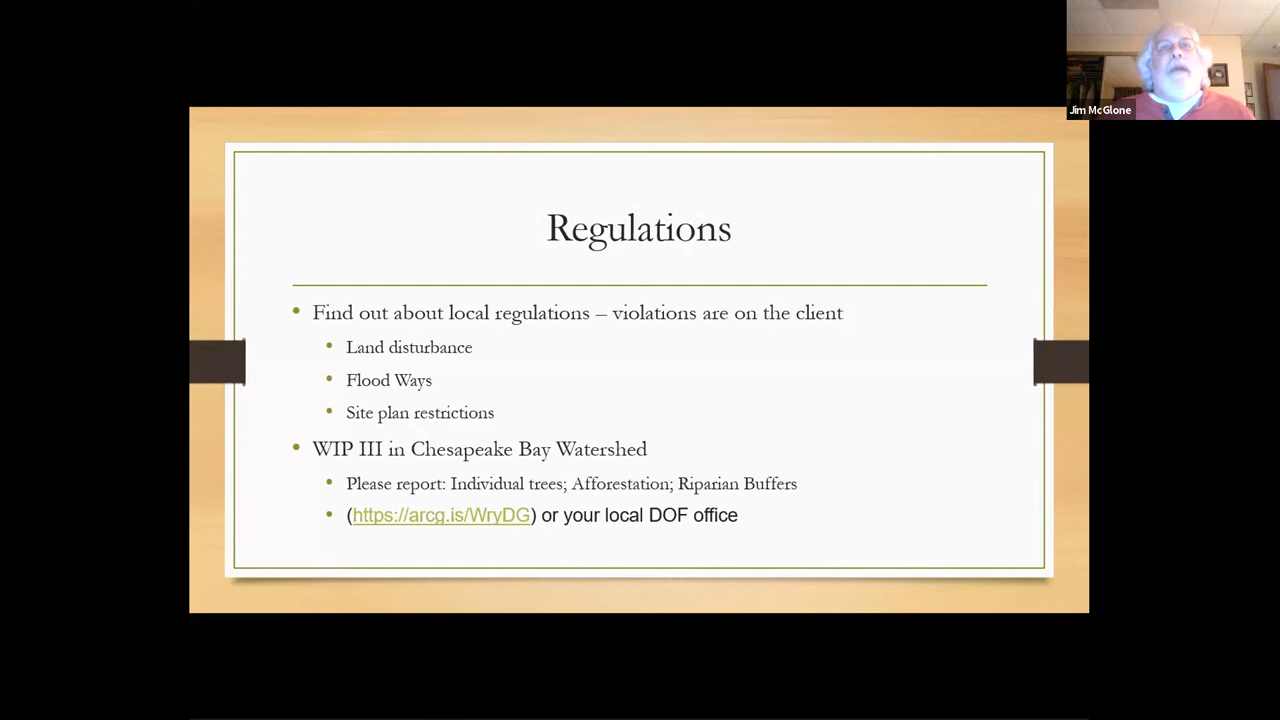 Jim McGlone
Regulations
Find out about local regulations – violations are on the client
Land disturbance
Flood Ways
Site plan restrictions
WIP III in Chesapeake Bay Watershed
Please report: Individual trees; Afforestation; Riparian Buffers
(https://arcg.is/WryDG) or your local DOF office